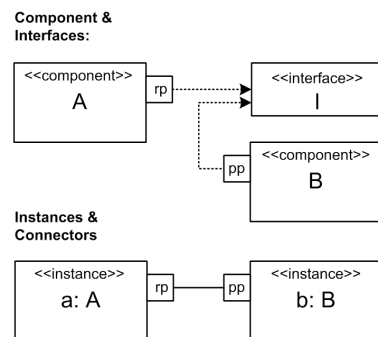 Component &
Interfaces:
<<component>>
A
rp
<<interface>>
I
<<component>>
B
pp
Instances &
Connectors
<<instance>>
a: A
rp
pp
<<instance>>
b: B